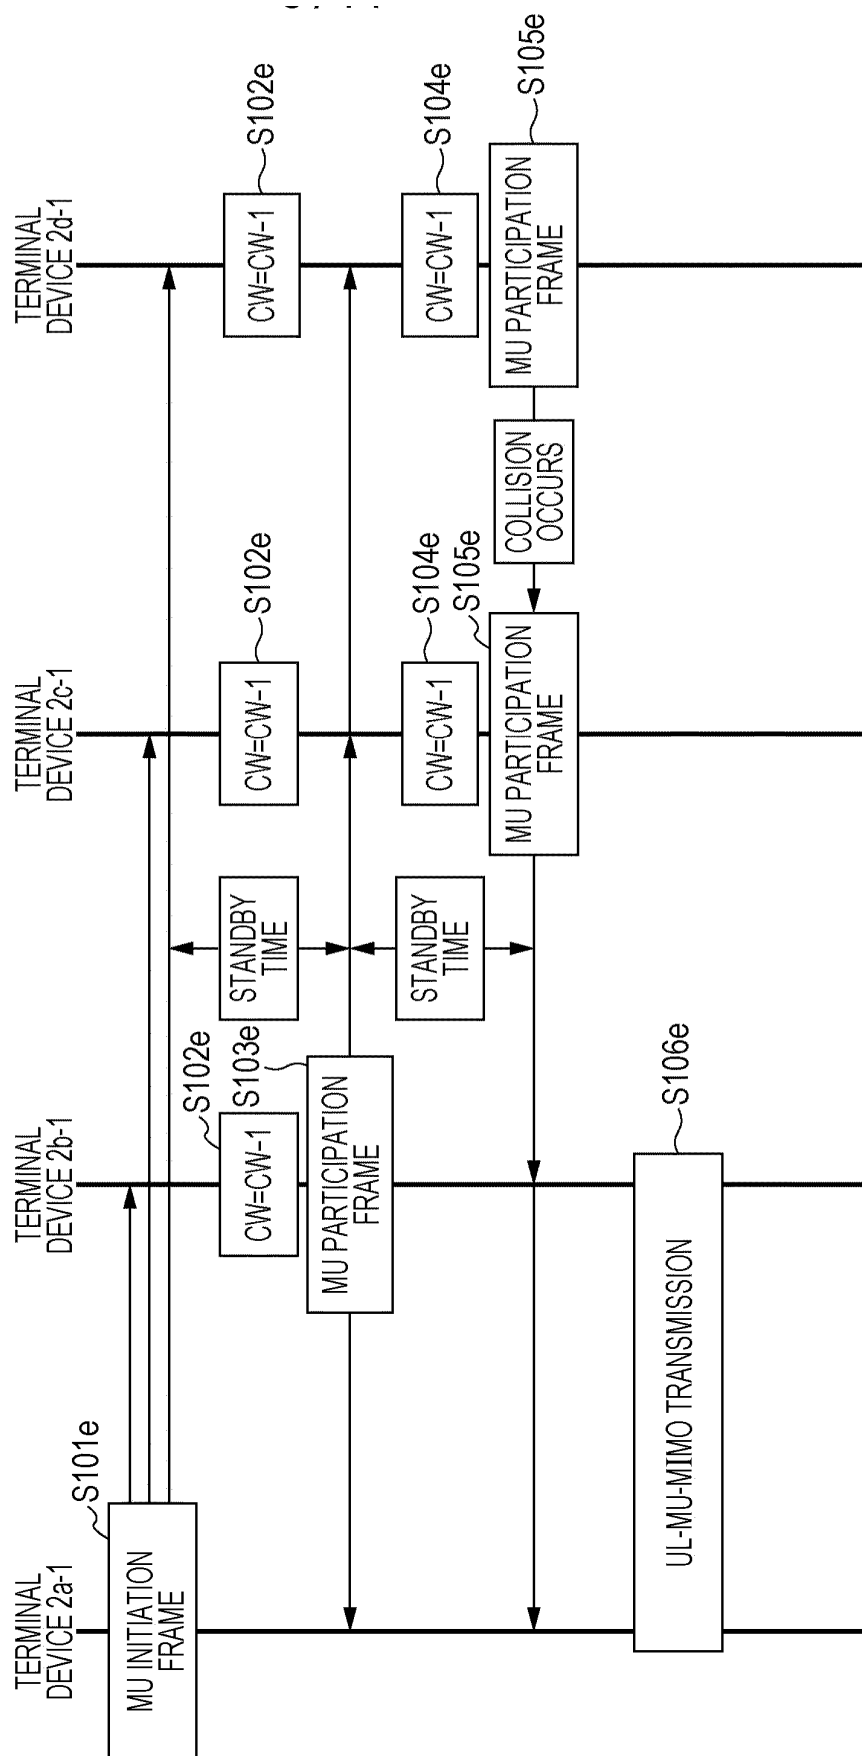 TERMINAL
DEVICE 2a-1
TERMINAL
DEVICE 2b-1
TERMINAL
DEVICE 2c-1
TERMINAL
DEVICE 2d-1
S101e
MU INITIATION
FRAME
S102e
CW=CW-1
S102e
CW=CW-1
S102e
CW=CW-1
STANDBY
TIME
S103e
MU PARTICIPATION
FRAME
STANDBY
TIME
S104e
CW=CW-1
S104e
CW=CW-1
S105e
MU PARTICIPATION
FRAME
COLLISION
OCCURS
S105e
MU PARTICIPATION
FRAME
S106e
UL-MU-MIMO TRANSMISSION